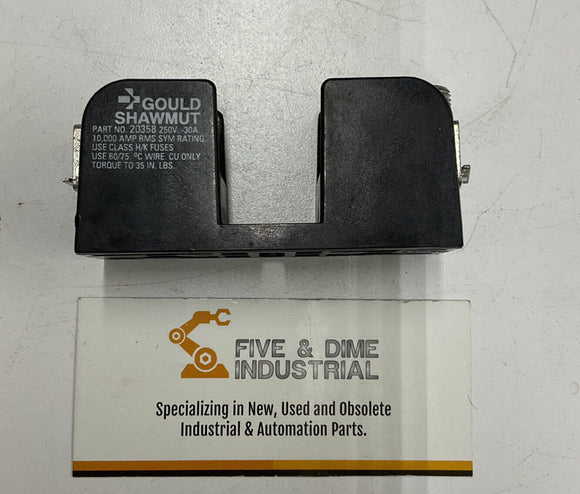 GOULD
SHAWMUT
PART NO. 20358 250V. -30A.
10,000 AMP RMS SYM RATING
USE CLASS H/K FUSES
USE 60/75 °C WIRE CU ONLY
TORQUE TO 35 IN. LBS.
FIVE & DIME
INDUSTRIAL
Specializing in New, Used and Obsolete
Industrial & Automation Parts.